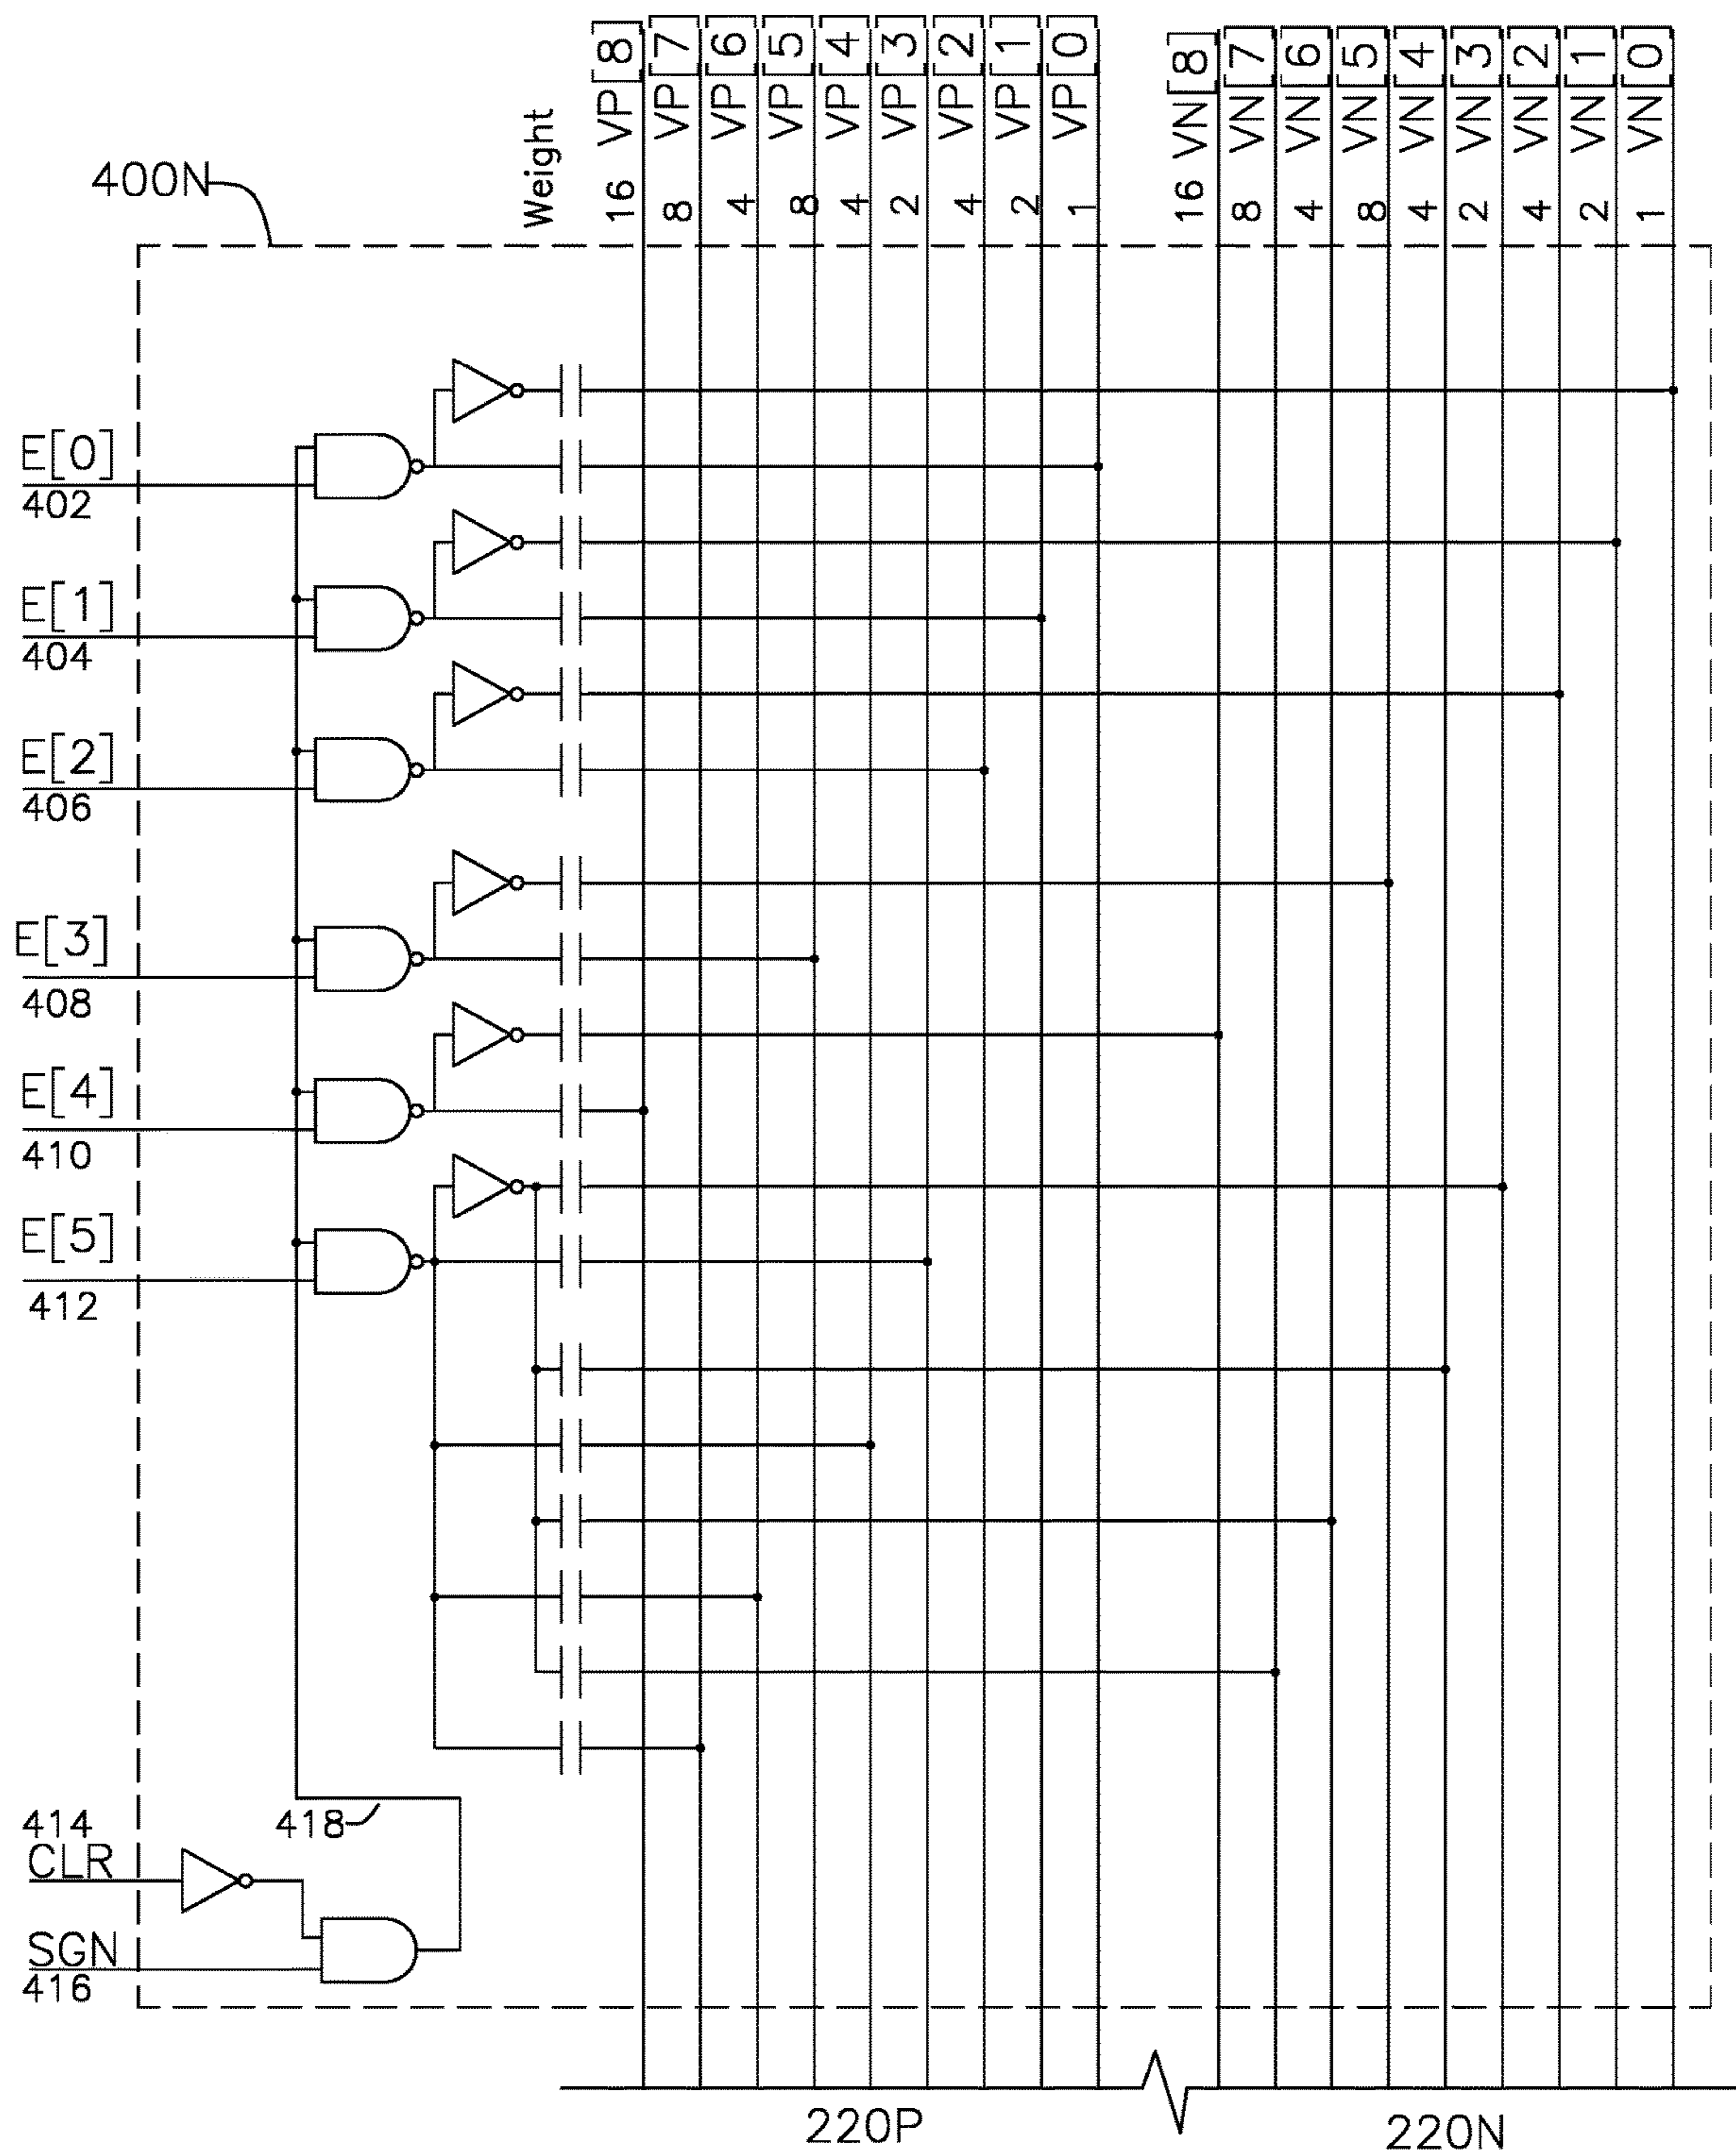 VP[8] VP[7] VP[6] VP[5] VP[4] VP[3] VP[2] VP[1] VP[0] VN[8] VN[7] VN[6] VN[5] VN[4] VN[3] VN[2] VN[1] VN[0]
Weight 16 8 4 8 4 2 4 2 1 16 8 4 8 4 2 4 2 1
400N
E[0]
402
E[1]
404
E[2]
406
E[3]
408
E[4]
410
E[5]
412
414
418
CLR
SGN
416
220P 220N